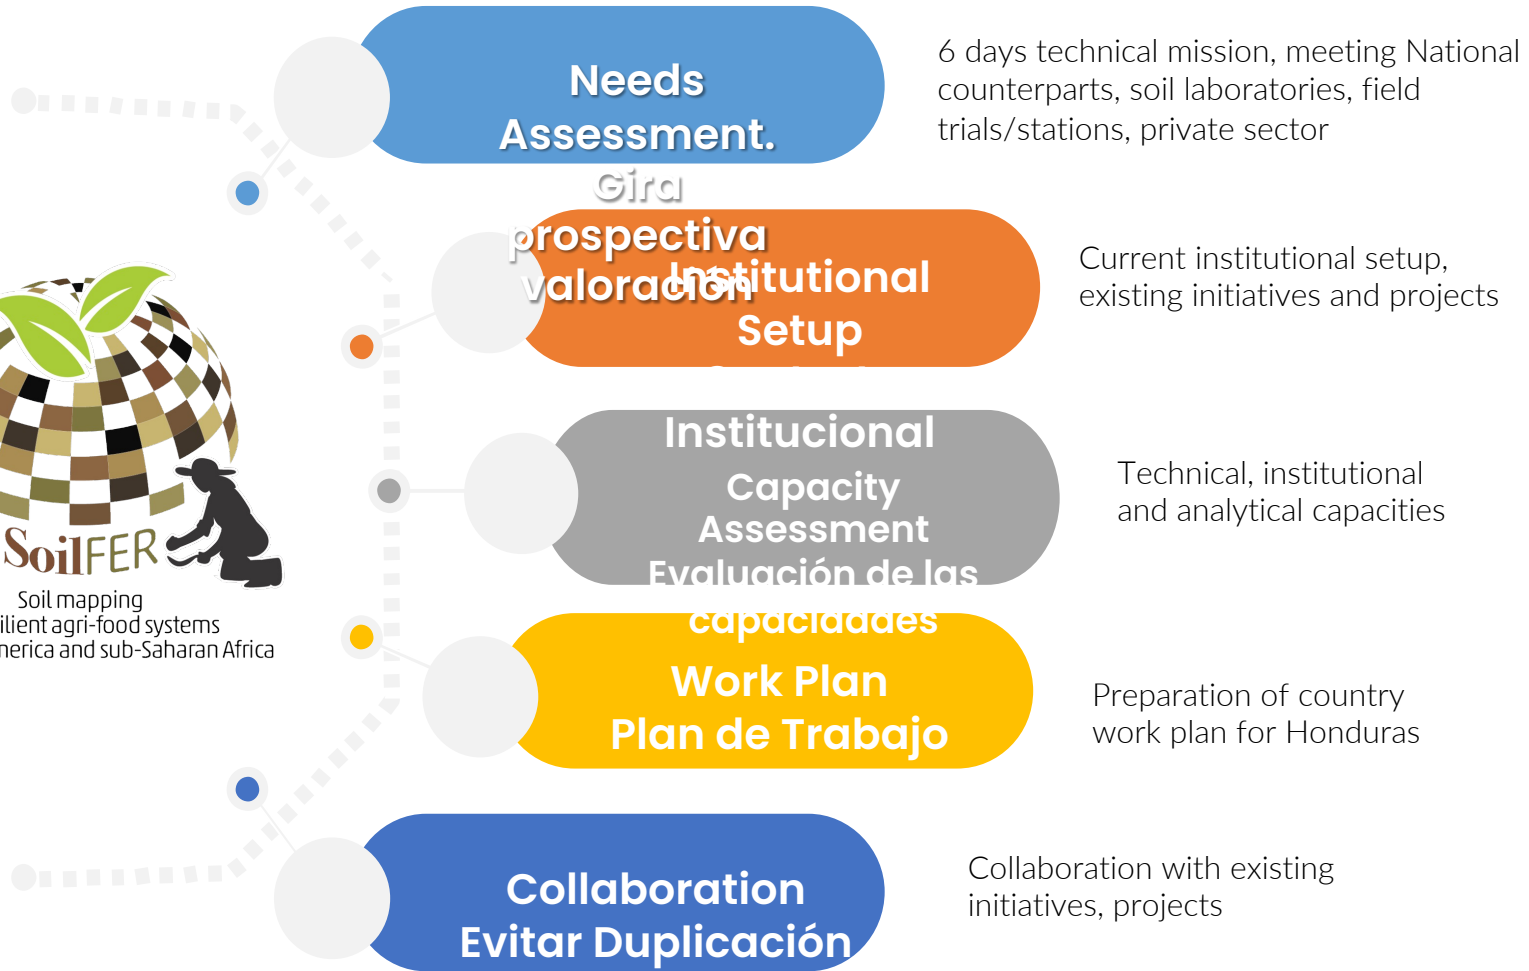 Needs
Assessment.
Gira
prospectiva
valoración
6 days technical mission, meeting National
counterparts, soil laboratories, field
trials/stations, private sector
Institutional
Setup
Institucional
Current institutional setup,
existing initiatives and projects
Capacity
Assessment
Evaluación de las
capacidades
Technical, institutional
and analytical capacities
Work Plan
Plan de Trabajo
Preparation of country
work plan for Honduras
Collaboration
Evitar Duplicación
Collaboration with existing
initiatives, projects
SoilFER
Soil mapping
agri-food systems
and sub-Saharan Africa